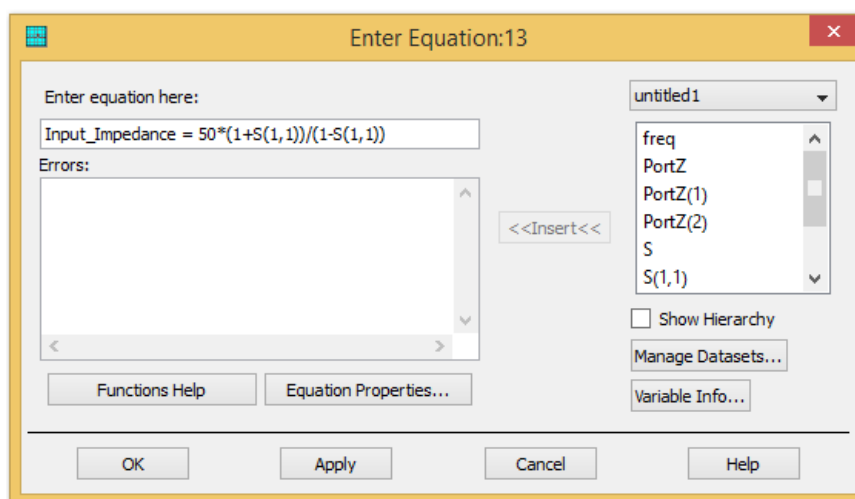 Enter Equation:13
Enter equation here:
Input_Impedance = 50*(1+S(1,1))/(1-S(1,1))
Errors:
<<Insert<<
untitled1
freq
PortZ
PortZ(1)
PortZ(2)
S
S(1,1)
Show Hierarchy
Manage Datasets...
Variable Info...
Functions Help
Equation Properties...
OK
Apply
Cancel
Help